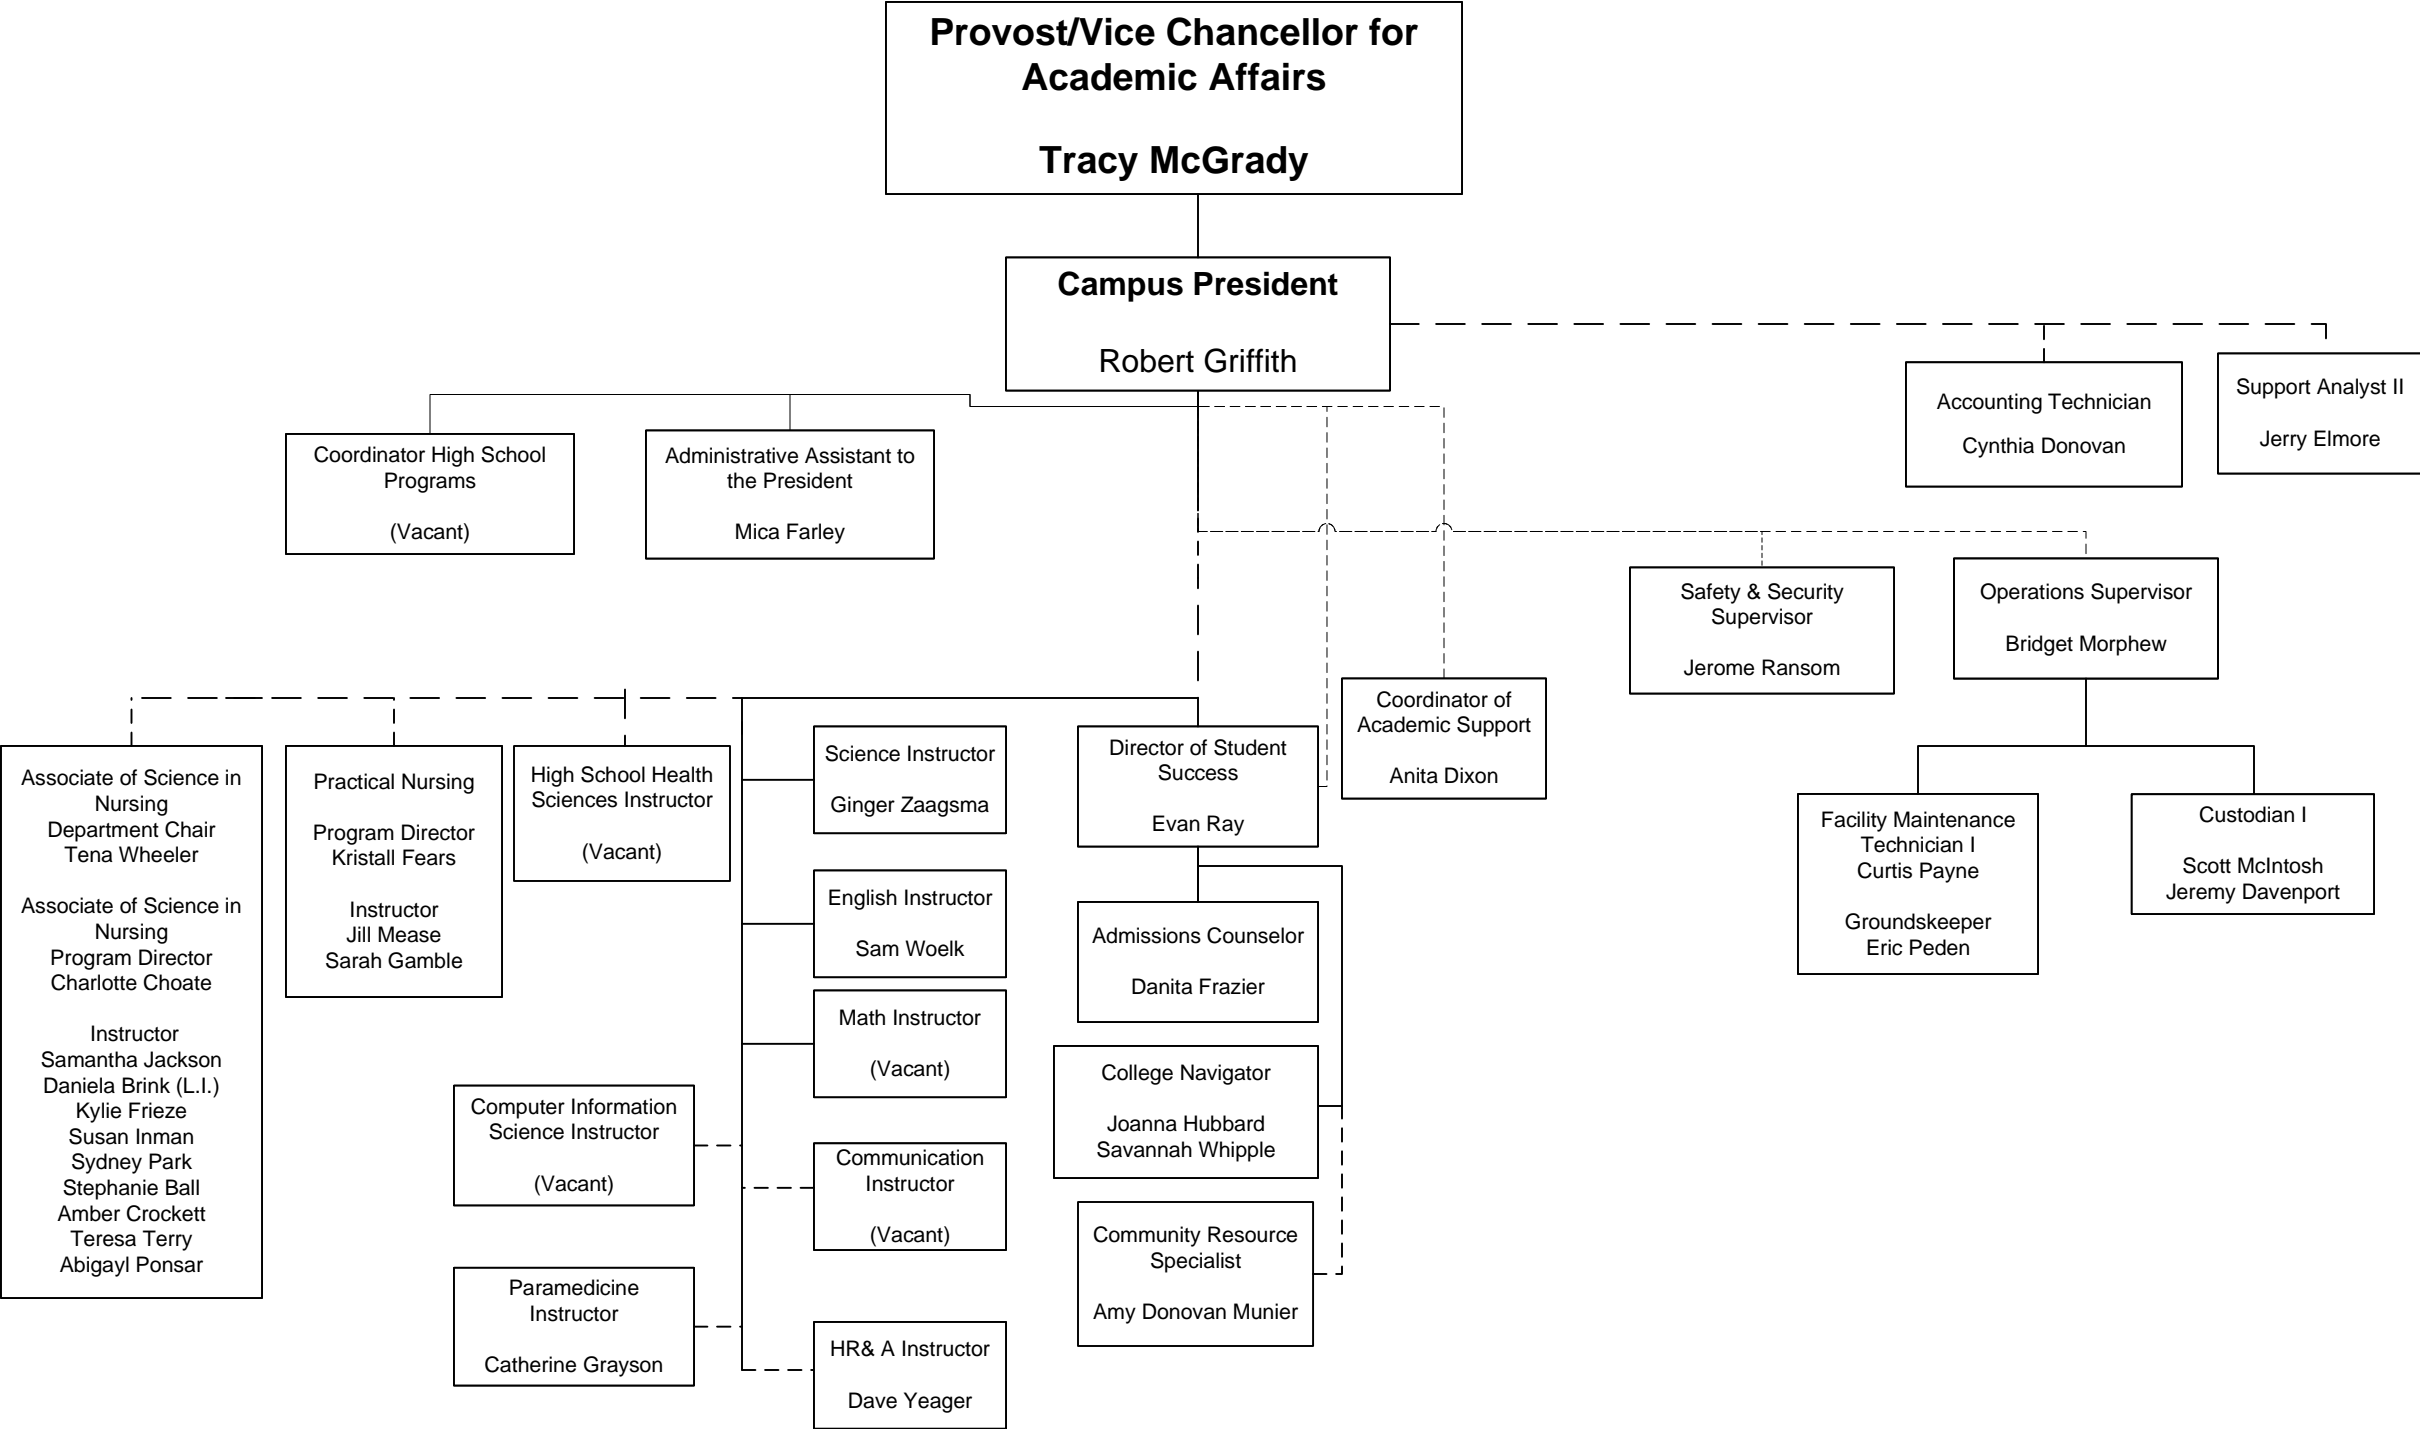 Provost/Vice Chancellor for
Academic Affairs
Tracy McGrady
Campus President
Robert Griffith
Accounting Technician
Cynthia Donovan
Support Analyst II
Jerry Elmore
Coordinator High School
Programs
(Vacant)
Administrative Assistant to
the President
Mica Farley
Safety & Security
Supervisor
Jerome Ransom
Operations Supervisor
Bridget Morphew
Coordinator of
Academic Support
Anita Dixon
Associate of Science in
Nursing
Department Chair
Tena Wheeler
Associate of Science in
Nursing
Program Director
Charlotte Choate
Instructor
Samantha Jackson
Daniela Brink (L.I.)
Kylie Frieze
Susan Inman
Sydney Park
Stephanie Ball
Amber Crockett
Teresa Terry
Abigayl Ponsar
Practical Nursing
Program Director
Kristall Fears
Instructor
Jill Mease
Sarah Gamble
High School Health
Sciences Instructor
(Vacant)
Science Instructor
Ginger Zaagsma
English Instructor
Sam Woelk
Math Instructor
(Vacant)
Computer Information
Science Instructor
(Vacant)
Communication
Instructor
(Vacant)
Paramedicine
Instructor
Catherine Grayson
HR& A Instructor
Dave Yeager
Director of Student
Success
Evan Ray
Admissions Counselor
Danita Frazier
College Navigator
Joanna Hubbard
Savannah Whipple
Community Resource
Specialist
Amy Donovan Munier
Facility Maintenance
Technician I
Curtis Payne
Groundskeeper
Eric Peden
Custodian I
Scott McIntosh
Jeremy Davenport